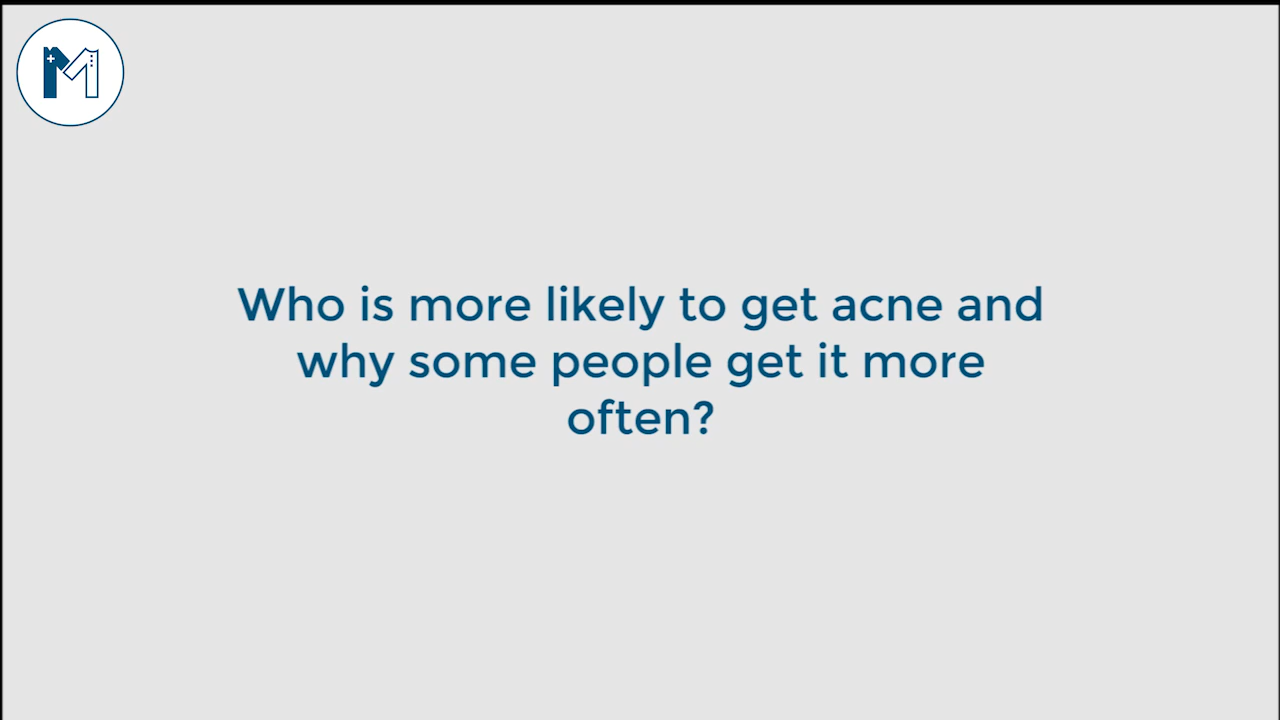 Who is more likely to get acne and
why some people get it more
often?